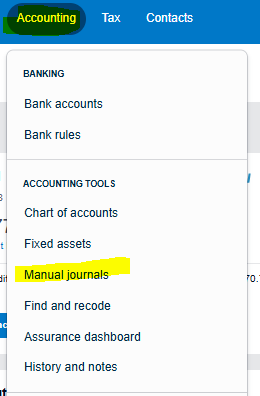 Accounting Tax Contacts
BANKING
Bank accounts
Bank rules
ACCOUNTING TOOLS
Chart of accounts
Fixed assets
Manual journals
Find and recode
Assurance dashboard
History and notes